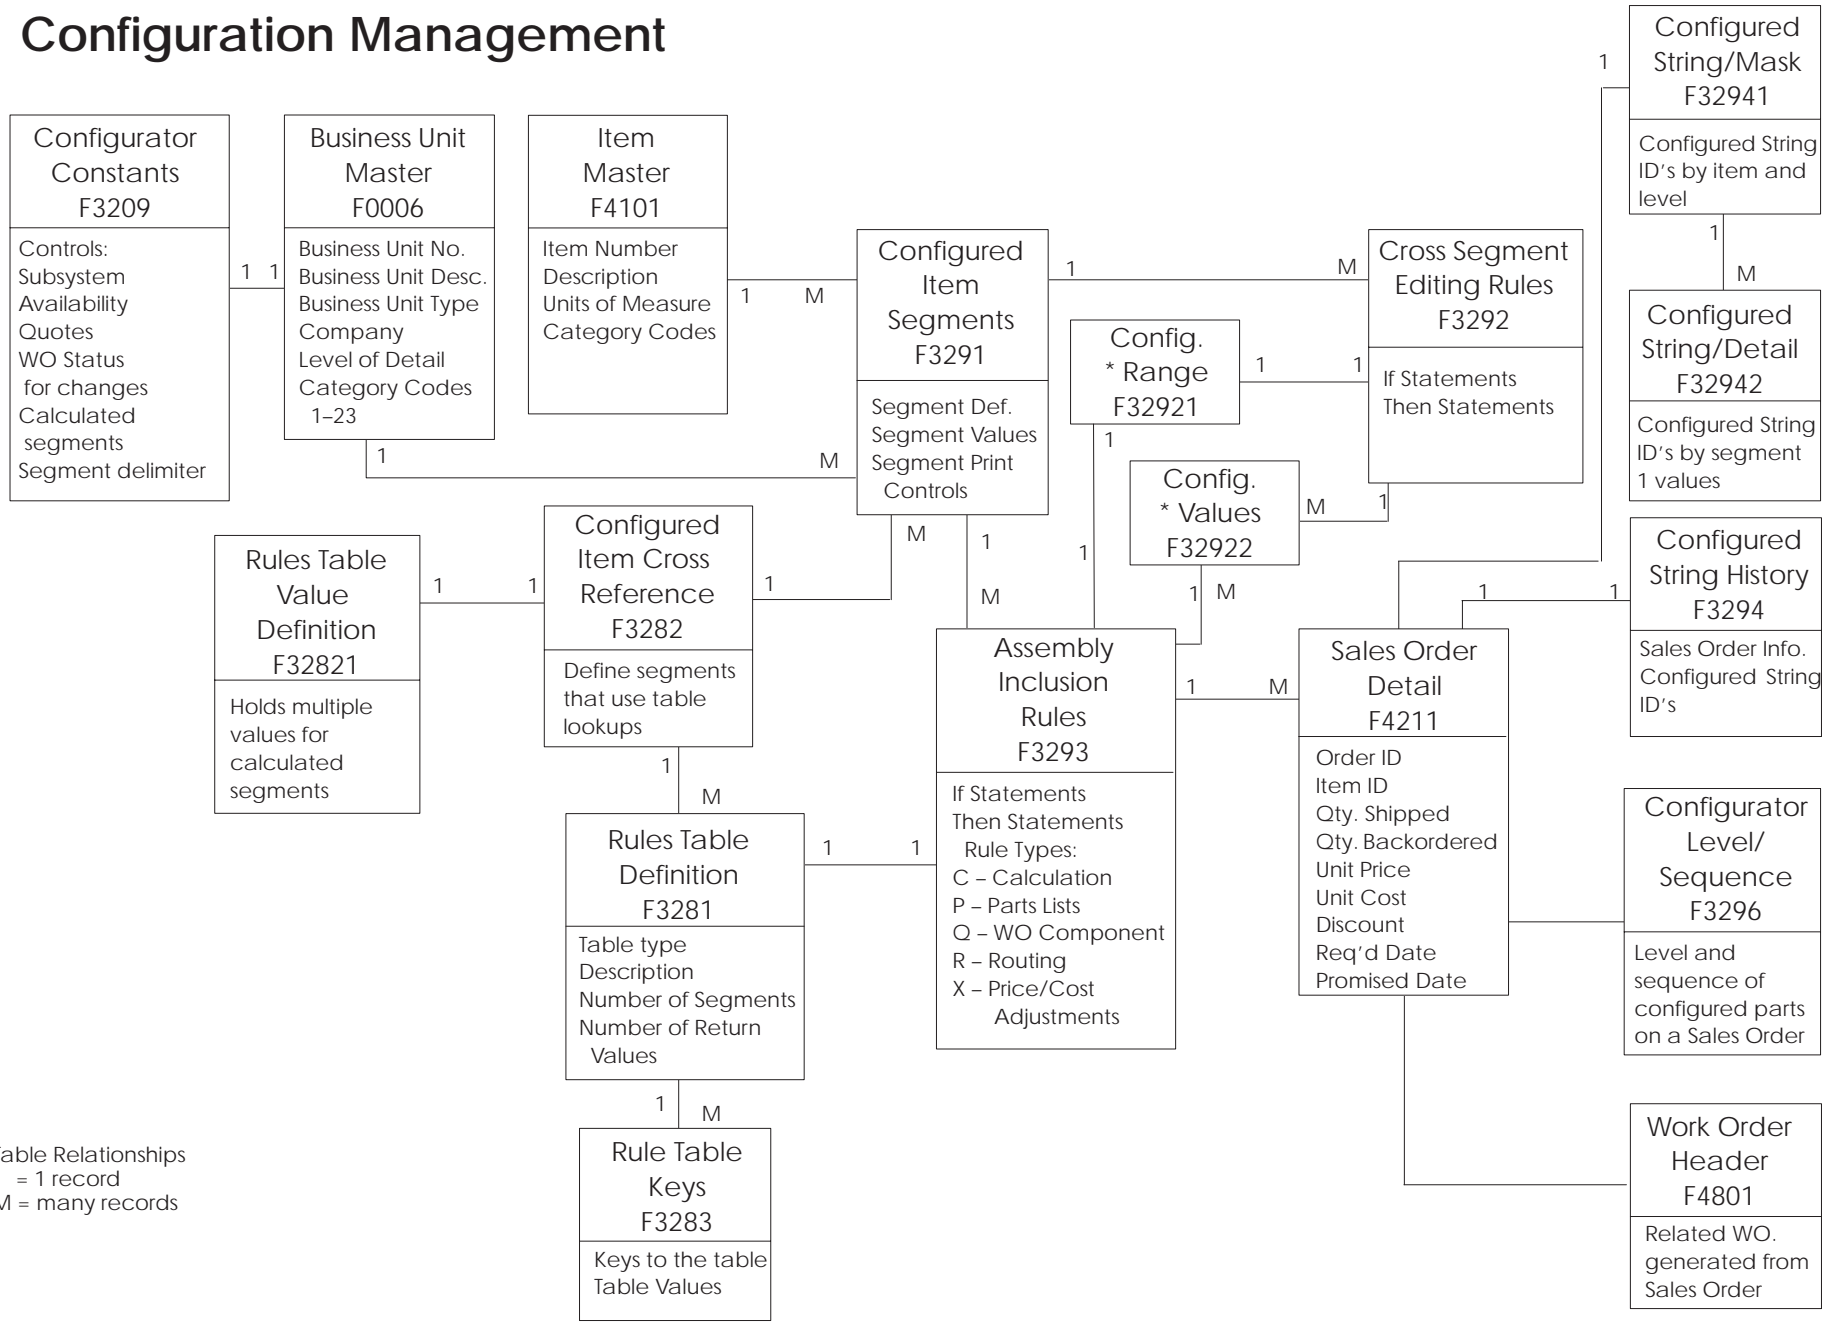 Configuration Management
Configurator
Constants
F3209
Controls:
Subsystem
Availability
Quotes
WO Status
for changes
Calculated
segments
Segment delimiter
1 1
Business Unit
Master
F0006
Business Unit No.
Business Unit Desc.
Business Unit Type
Company
Level of Detail
Category Codes
1–23
1
M
Item
Master
F4101
Item Number
Description
Units of Measure
Category Codes
1
M
Configured
Item
Segments
F3291
Segment Def.
Segment Values
Segment Print
Controls
1
M
M
1
M
Cross Segment
Editing Rules
F3292
If Statements
Then Statements
Config.
* Range
F32921
1
1
1
1
Config.
* Values
F32922
M
1
1
M
Configured
String/Mask
F32941
Configured String
ID's by item and
level
1
1
M
Configured
String/Detail
F32942
Configured String
ID's by segment
1 values
Configured
String History
F3294
Sales Order Info.
Configured String
ID's
1
1
Rules Table
Value
Definition
F32821
Holds multiple
values for
calculated
segments
1
1
Configured
Item Cross
Reference
F3282
Define segments
that use table
lookups
1
1
M
Rules Table
Definition
F3281
Table type
Description
Number of Segments
Number of Return
Values
1
1
1
M
Rule Table
Keys
F3283
Keys to the table
Table Values
Assembly
Inclusion
Rules
F3293
If Statements
Then Statements
Rule Types:
C – Calculation
P – Parts Lists
Q – WO Component
R – Routing
X – Price/Cost
Adjustments
1
M
Sales Order
Detail
F4211
Order ID
Item ID
Qty. Shipped
Qty. Backordered
Unit Price
Unit Cost
Discount
Req'd Date
Promised Date
Configurator
Level/
Sequence
F3296
Level and
sequence of
configured parts
on a Sales Order
Work Order
Header
F4801
Related WO.
generated from
Sales Order
able Relationships
= 1 record
M = many records